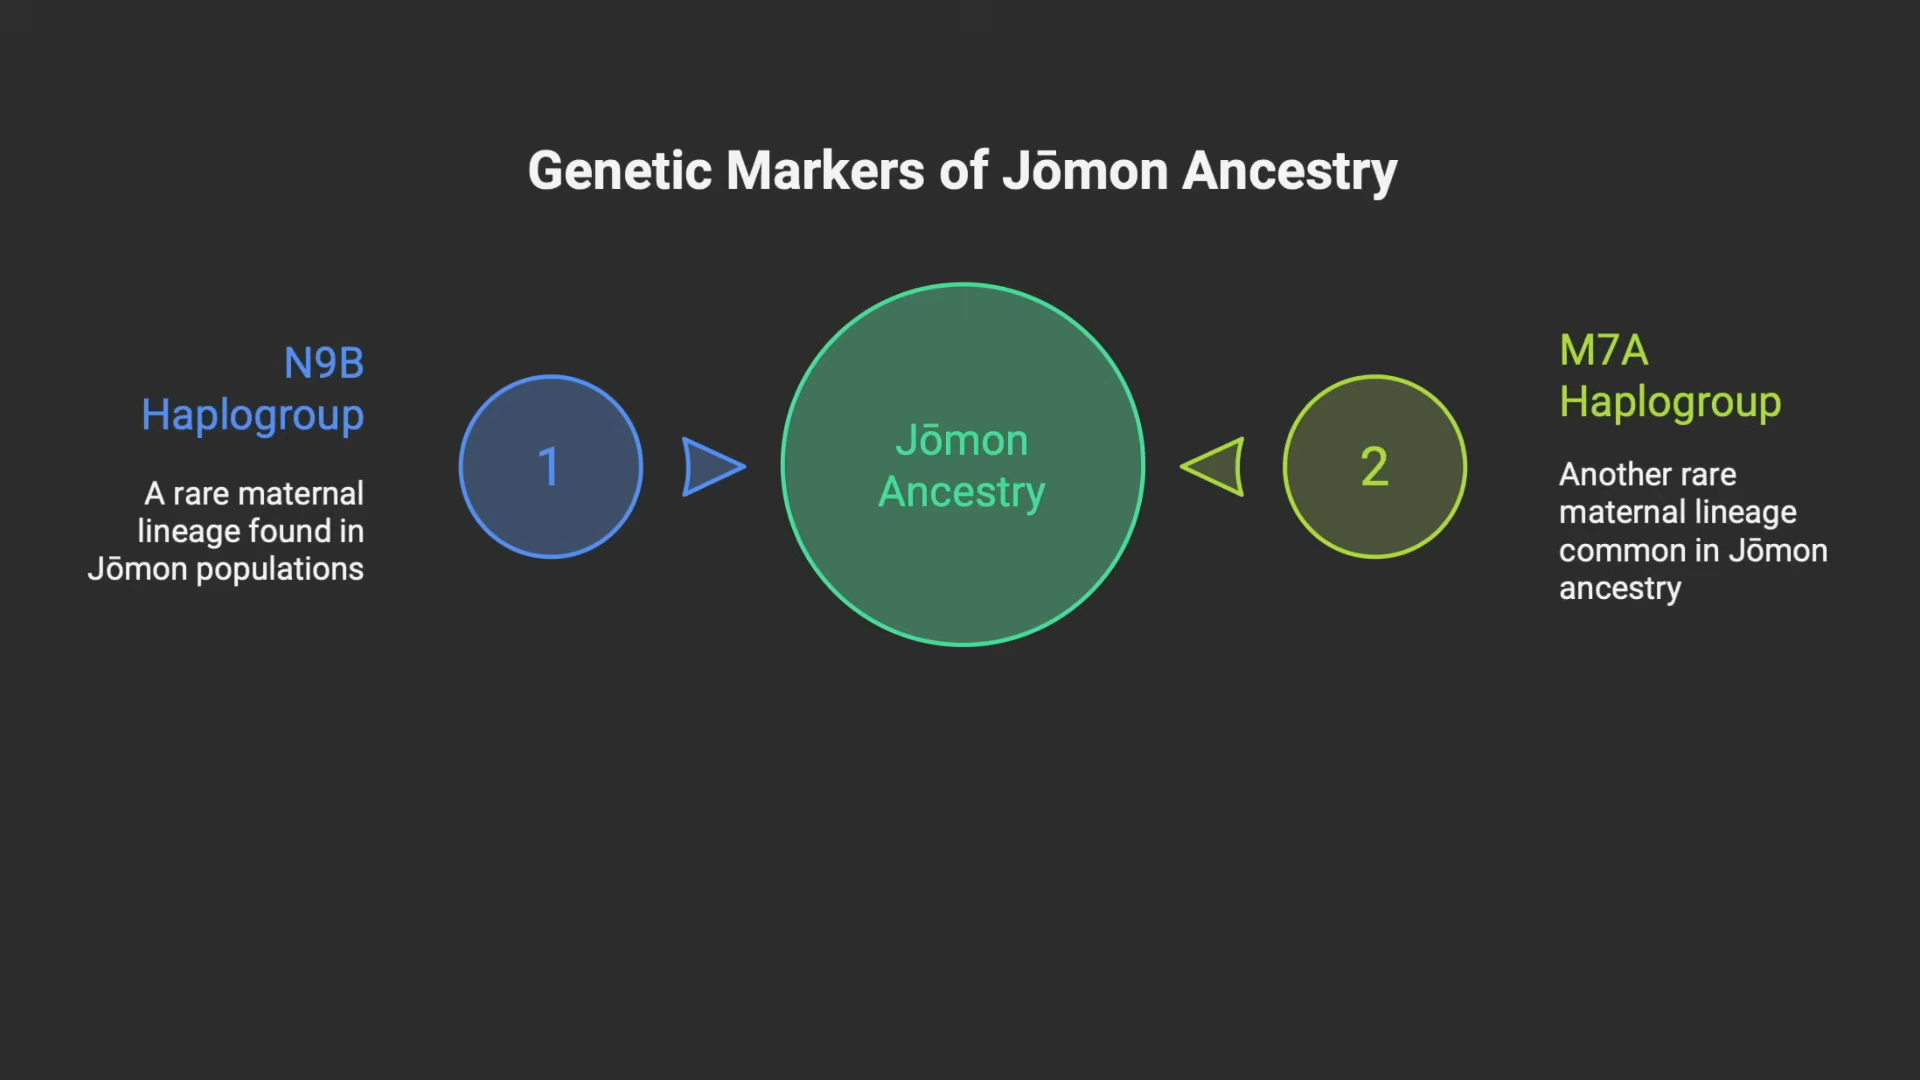 Genetic Markers of Jōmon Ancestry
N9B
Haplogroup
A rare maternal
lineage found in
Jōmon populations
1
Jōmon
Ancestry
2
M7A
Haplogroup
Another rare
maternal lineage
common in Jōmon
ancestry